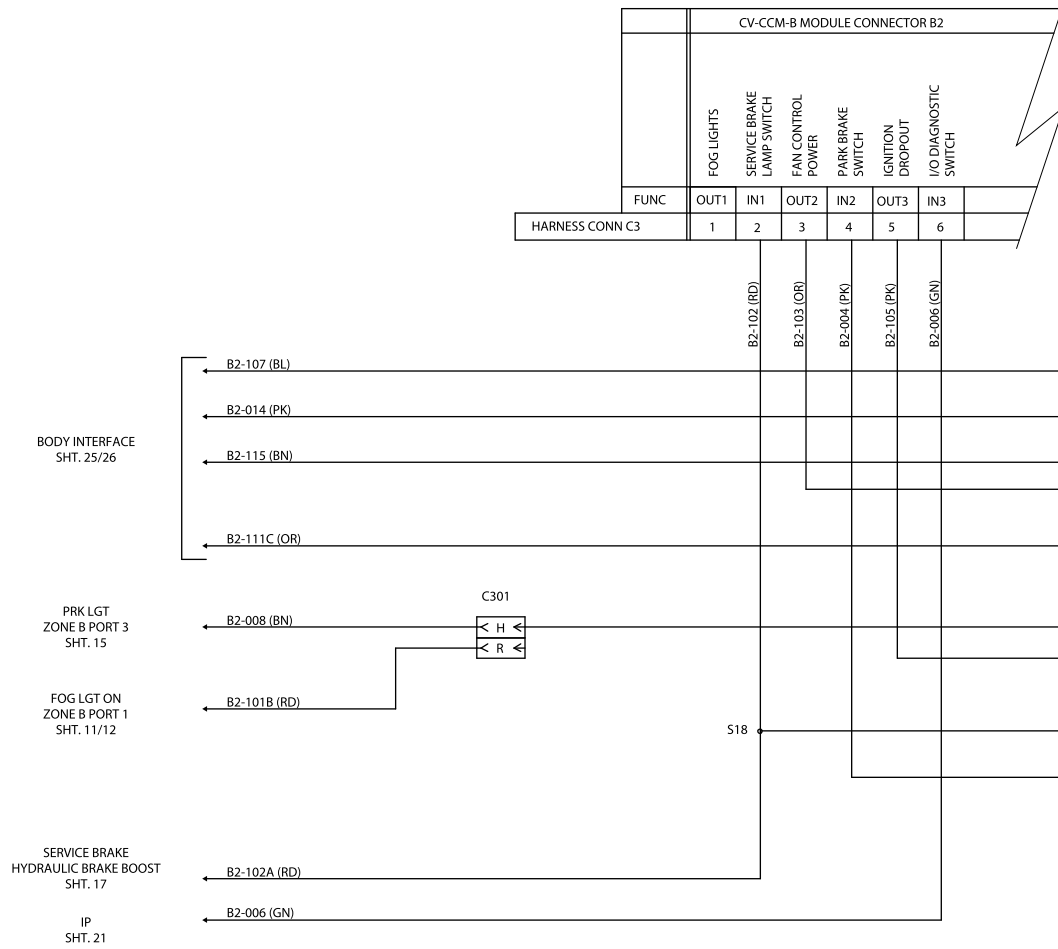 CV-CCM-B MODULE CONNECTOR B2
FOG LIGHTS
SERVICE BRAKE
LAMP SWITCH
FAN CONTROL
POWER
PARK BRAKE
SWITCH
IGNITION
DROPOUT
I/O DIAGNOSTIC
SWITCH
FUNC OUT1 IN1 OUT2 IN2 OUT3 IN3
HARNESS CONN C3 1 2 3 4 5 6
B2-102 (RD)
B2-103 (OR)
B2-004 (PK)
B2-105 (PK)
B2-006 (GN)
B2-107 (BL)
B2-014 (PK)
BODY INTERFACE
SHT. 25/26
B2-115 (BN)
B2-111C (OR)
C301
PRK LGT
ZONE B PORT 3
SHT. 15
B2-008 (BN)
H
R
FOG LGT ON
ZONE B PORT 1
SHT. 11/12
B2-101B (RD)
S18
SERVICE BRAKE
HYDRAULIC BRAKE BOOST
SHT. 17
B2-102A (RD)
IP
SHT. 21
B2-006 (GN)